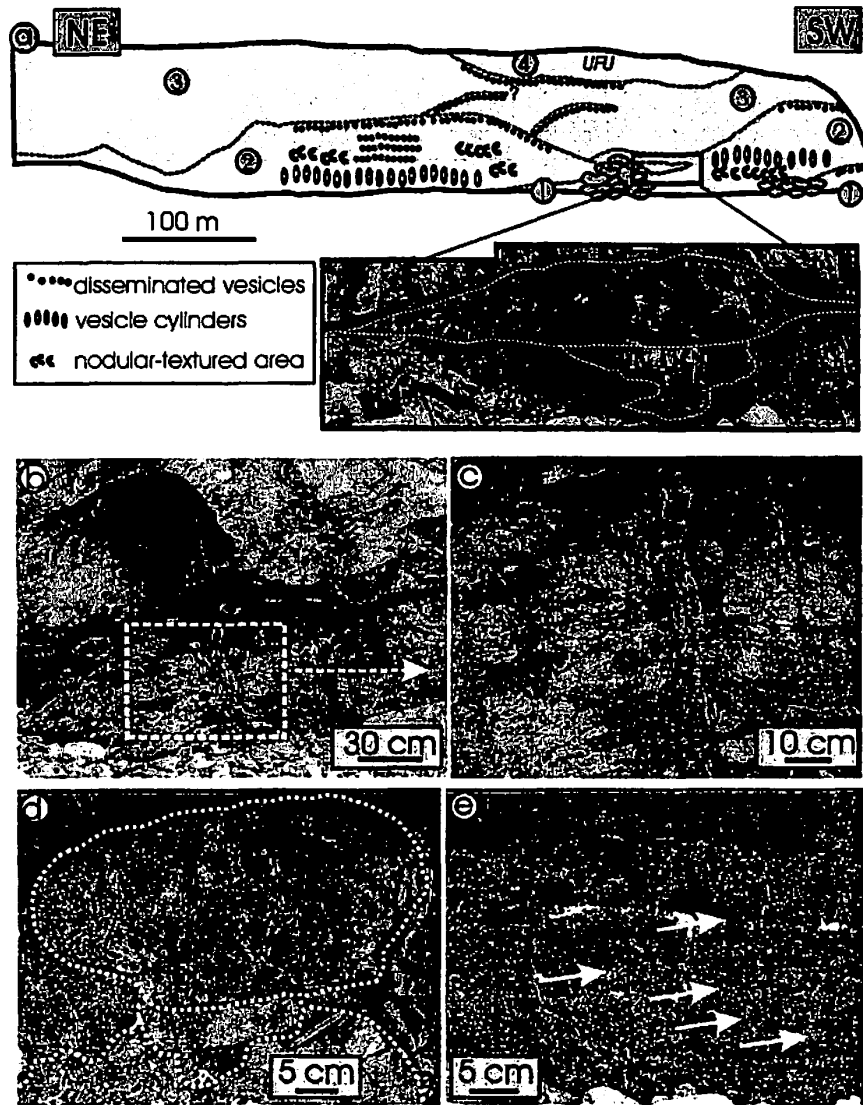 a NE SW
4 UFU
3 ? 3
2 2
1 1
100 m
disseminated vesicles
vesicle cylinders
nodular-textured area
b c
30 cm 10 cm
d e
5 cm 5 cm